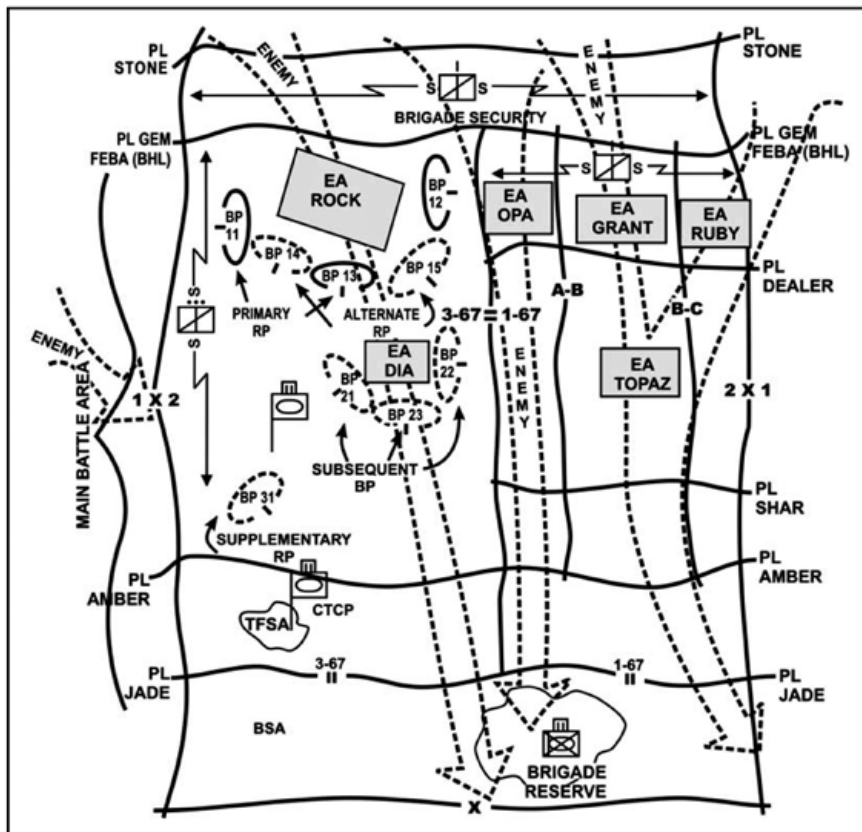 PL
STONE
ENEMY
ENEMY
PL
STONE
S
S
BRIGADE SECURITY
PL GEM
FEBA (BHL)
PL GEM
FEBA (BHL)
S
S
EA
ROCK
BP
12
EA
OPA
EA
GRANT
EA
RUBY
BP
11
BP 14
BP 13
BP 15
PL
DEALER
S
S
PRIMARY
RP
ALTERNATE
RP
3-67 = 1-67
A-B
B-C
ENEMY
EA
DIA
BP
22
ENEMY
EA
TOPAZ
MAIN BATTLE AREA
1 X 2
BP
21
BP 23
2 X 1
SUBSEQUENT
BP
BP 31
PL
SHAR
SUPPLEMENTARY
RP
PL
AMBER
PL
AMBER
CTCP
TFSA
PL
JADE
3-67
II
1-67
II
PL
JADE
BSA
BRIGADE
RESERVE
X